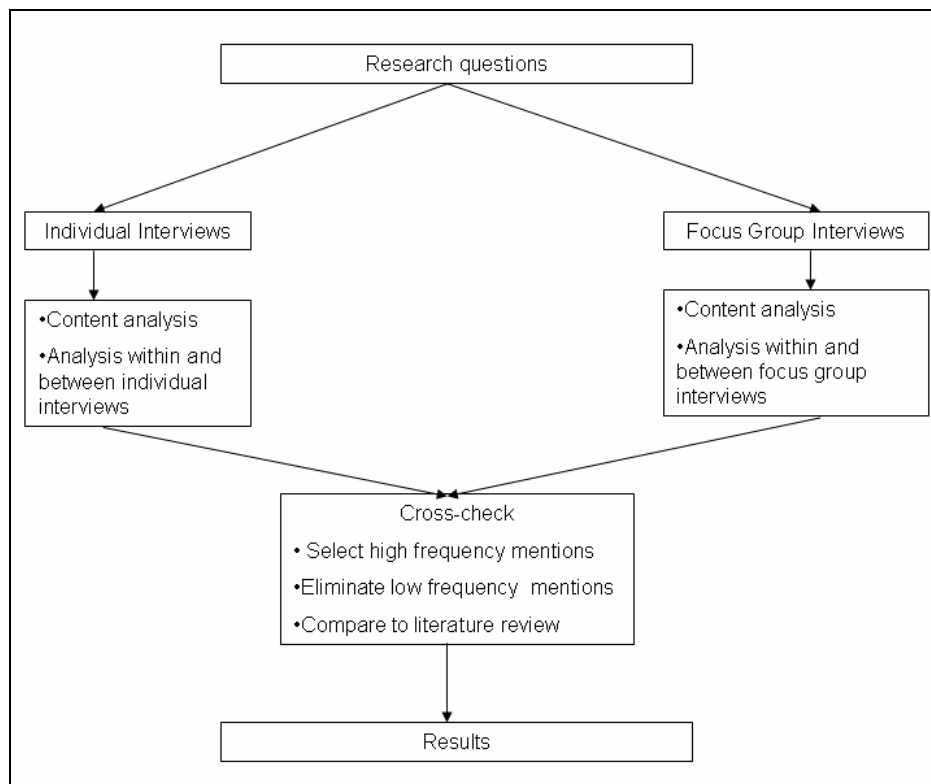 Research questions
Individual Interviews
Focus Group Interviews
•Content analysis
•Analysis within and
between individual
interviews
•Content analysis
•Analysis within and
between focus group
interviews
Cross-check
• Select high frequency mentions
•Eliminate low frequency  mentions
•Compare to literature review
Results